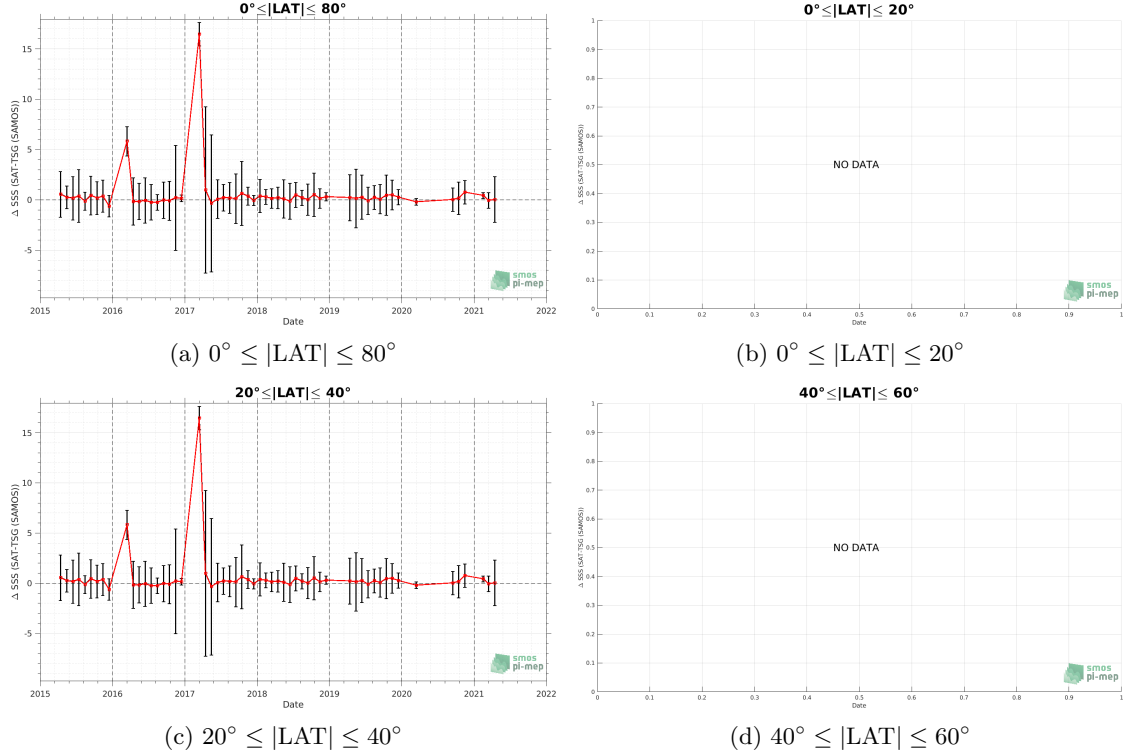 0°≤|LAT|≤ 80°
Δ SSS (SAT-TSG (SAMOS))
15
10
5
0
-5
2015
2016
2017
2018
2019
2020
2021
2022
Date
smos
pi-mep
(a) 0° ≤ |LAT| ≤ 80°
0°≤|LAT|≤ 20°
Δ SSS (SAT-TSG (SAMOS))
1
0.9
0.8
0.7
0.6
0.5
0.4
0.3
0.2
0.1
0
NO DATA
0
0.1
0.2
0.3
0.4
0.5
0.6
0.7
0.8
0.9
1
Date
smos
pi-mep
(b) 0° ≤ |LAT| ≤ 20°
20°≤|LAT|≤ 40°
Δ SSS (SAT-TSG (SAMOS))
15
10
5
0
-5
2015
2016
2017
2018
2019
2020
2021
2022
Date
smos
pi-mep
(c) 20° ≤ |LAT| ≤ 40°
40°≤|LAT|≤ 60°
Δ SSS (SAT-TSG (SAMOS))
1
0.9
0.8
0.7
0.6
0.5
0.4
0.3
0.2
0.1
0
NO DATA
0
0.1
0.2
0.3
0.4
0.5
0.6
0.7
0.8
0.9
1
Date
smos
pi-mep
(d) 40° ≤ |LAT| ≤ 60°